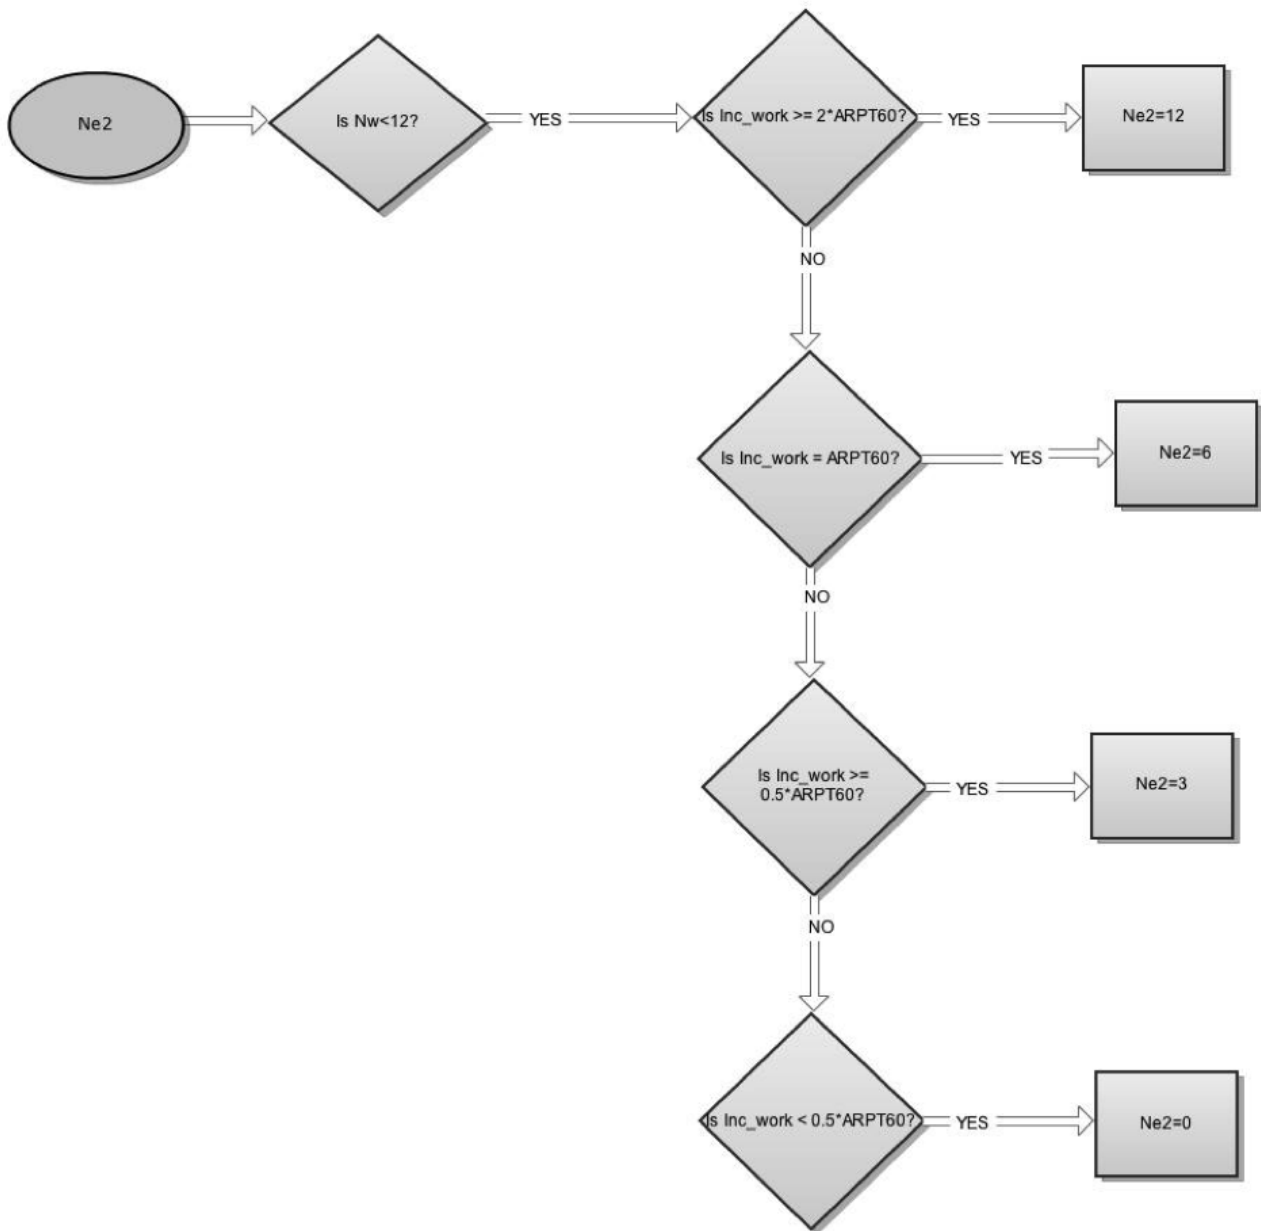 Ne2
Is Nw<12?
YES
Is Inc_work >= 2*ARPT60?
YES
Ne2=12
NO
Is Inc_work = ARPT60?
YES
Ne2=6
NO
Is Inc_work >=
0.5*ARPT60?
YES
Ne2=3
NO
Is Inc_work < 0.5*ARPT60?
YES
Ne2=0